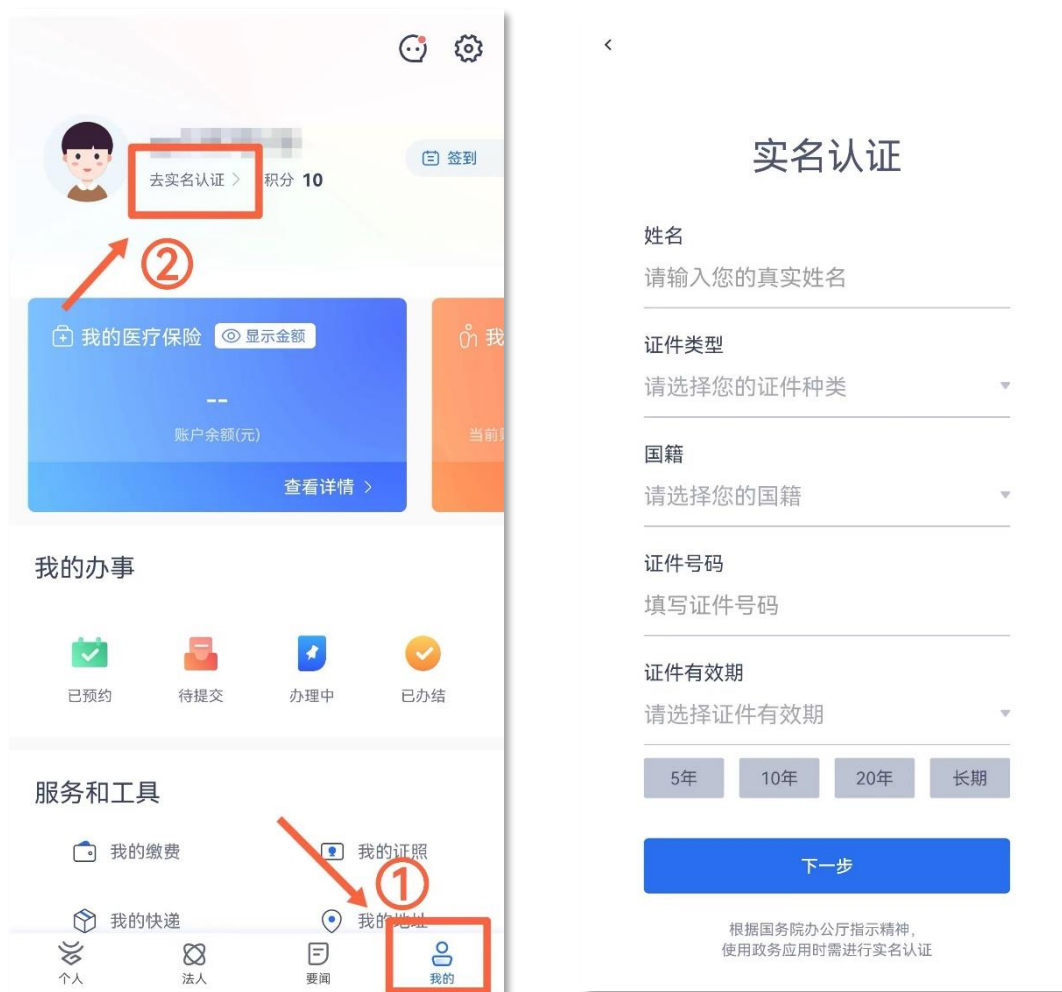 去实名认证 > 积分 10
签到
②
我的医疗保险 显示金额
我
--
账户余额(元)
当前
查看详情 >
我的办事
已预约 待提交 办理中 已办结
服务和工具
我的缴费 我的证照
①
我的快递 我的地址
个人 法人 要闻 我的
<
实名认证
姓名
请输入您的真实姓名
证件类型
请选择您的证件种类
国籍
请选择您的国籍
证件号码
填写证件号码
证件有效期
请选择证件有效期
5年 10年 20年 长期
下一步
根据国务院办公厅指示精神，
使用政务应用时需进行实名认证